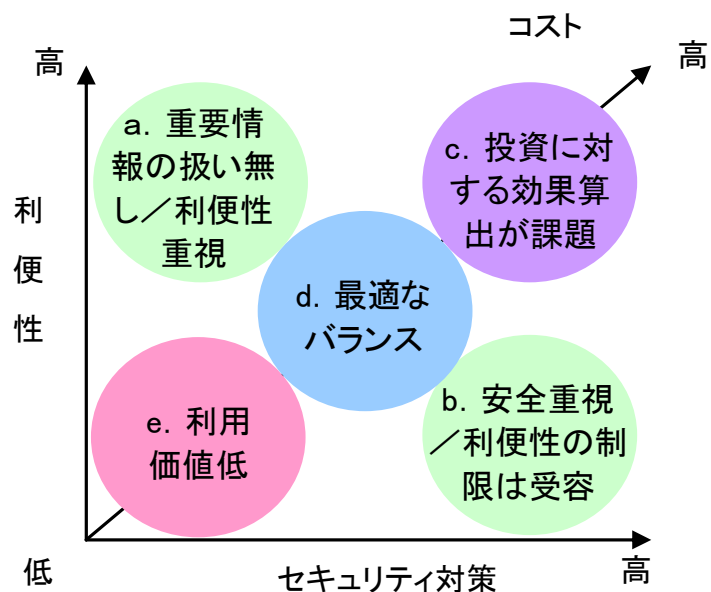 コスト
高
高
a. 重要情
報の扱い無
し／利便性
重視
c. 投資に対
する効果算
出が課題
利
便
性
d. 最適な
バランス
e. 利用
価値低
b. 安全重視
／利便性の制
限は受容
低
セキュリティ対策
高